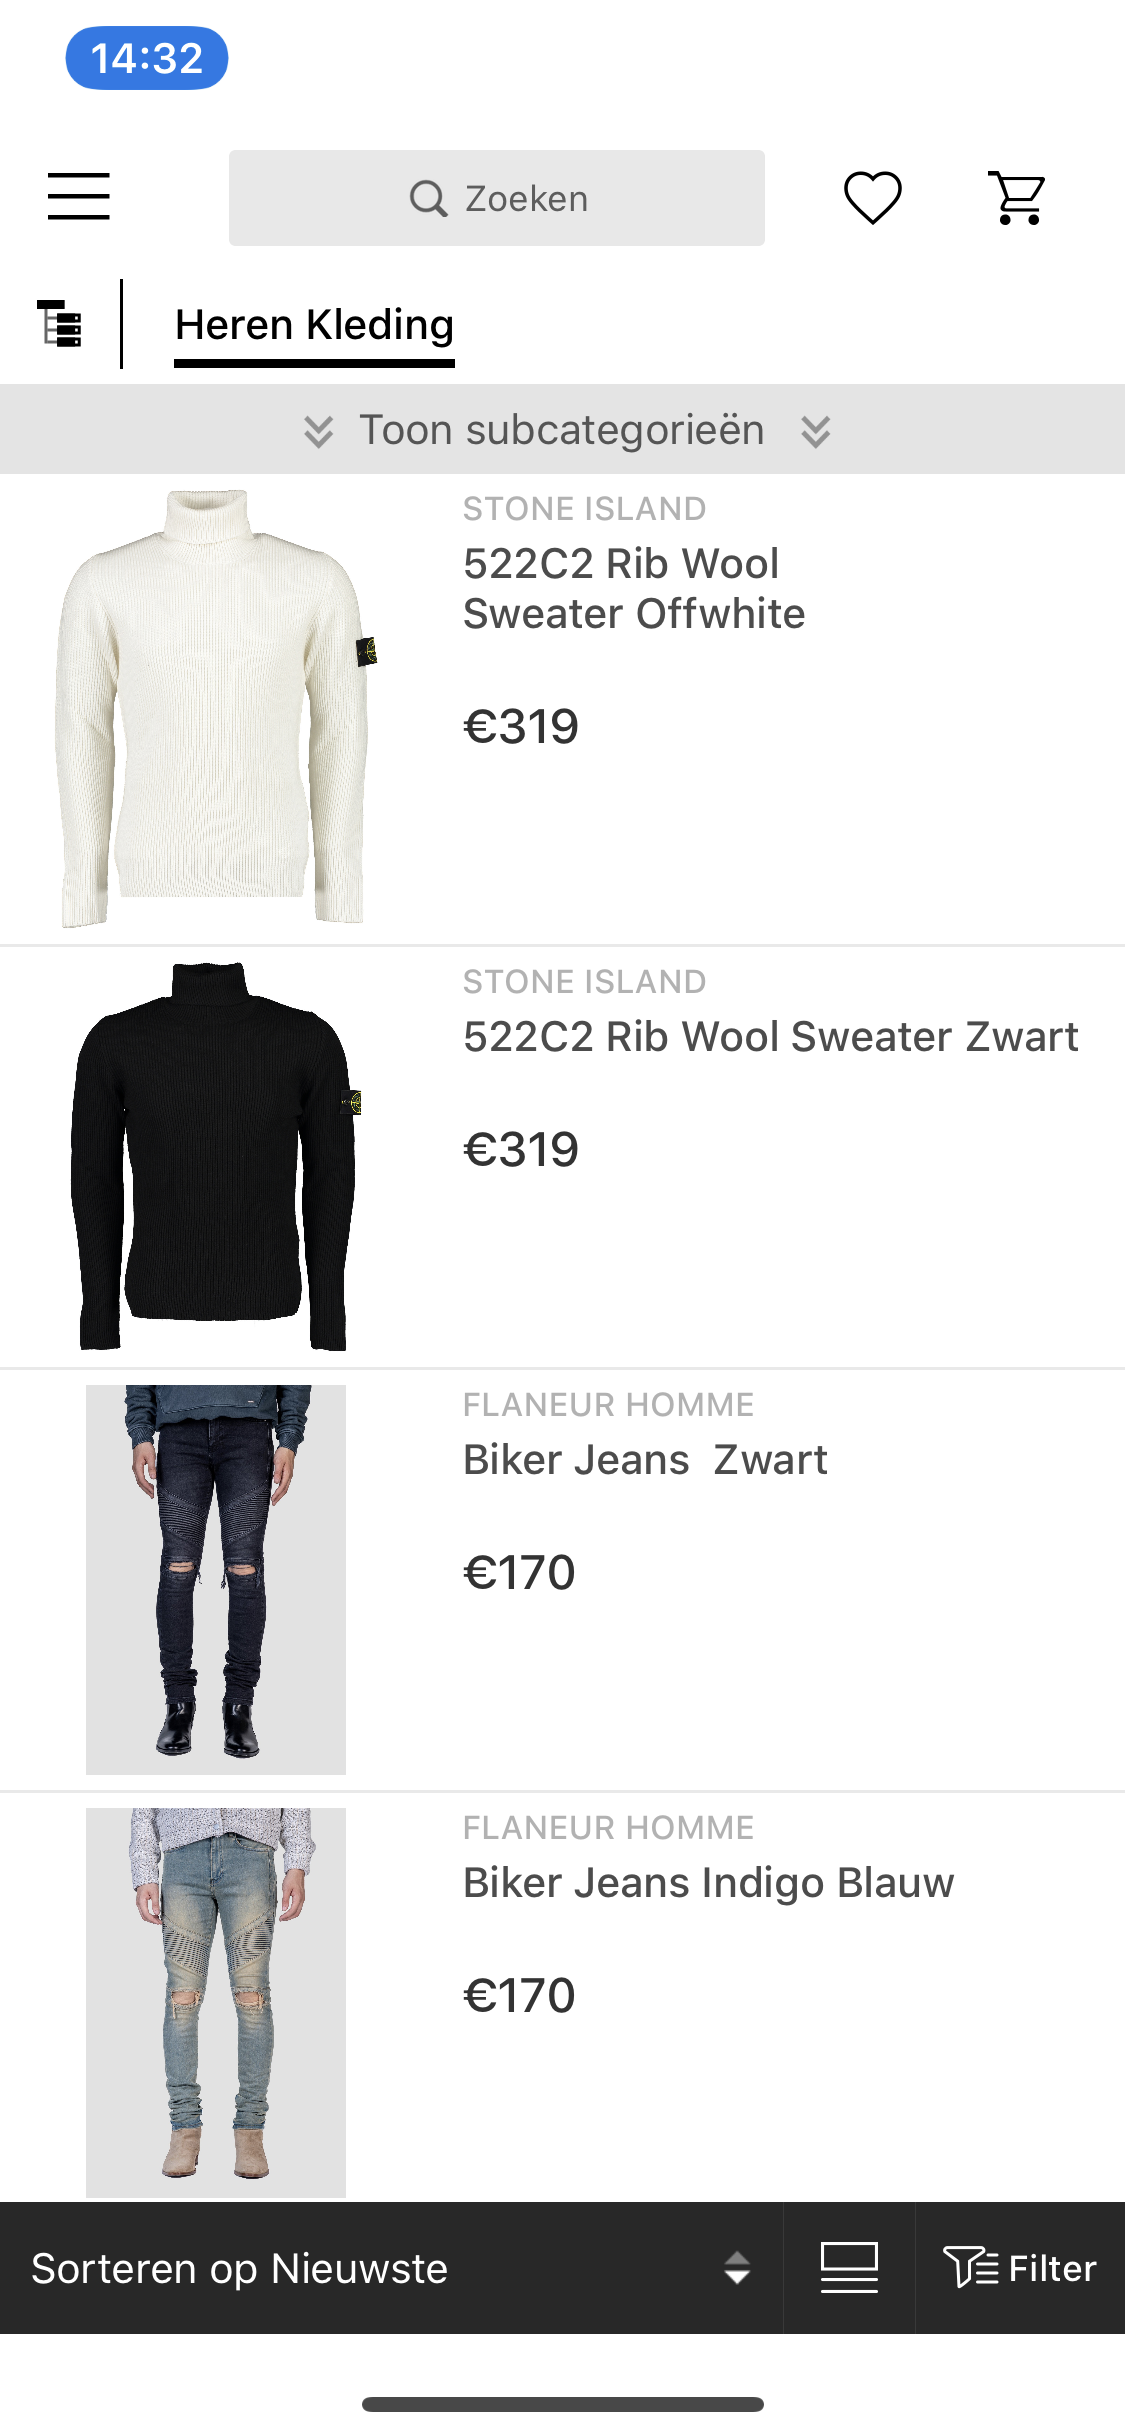 14:32
Zoeken
Heren Kleding
Toon subcategorieën
STONE ISLAND
522C2 Rib Wool
Sweater Offwhite
€319
STONE ISLAND
522C2 Rib Wool Sweater Zwart
€319
FLANEUR HOMME
Biker Jeans  Zwart
€170
FLANEUR HOMME
Biker Jeans Indigo Blauw
€170
Sorteren op Nieuwste
Filter